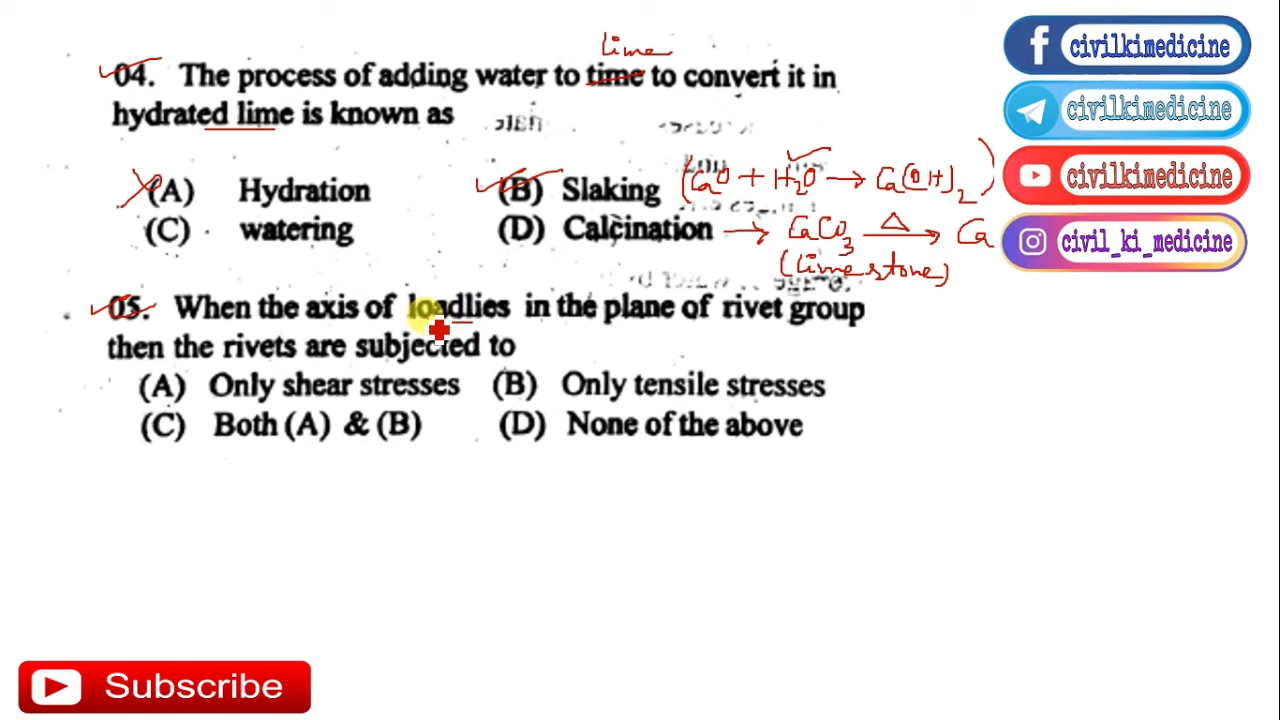 lime
04. The process of adding water to time to convert it in
hydrated lime is known as
(A) Hydration (B) Slaking (CaO + H2O → Ca(OH)2)
(C) watering (D) Calcination → CaCO3 Δ→ Ca
(lime stone)
05. When the axis of loadlies in the plane of rivet group
then the rivets are subjected to
(A) Only shear stresses (B) Only tensile stresses
(C) Both (A) & (B) (D) None of the above
civilkimedicine
civilkimedicine
civilkimedicine
civil_ki_medicine
Subscribe